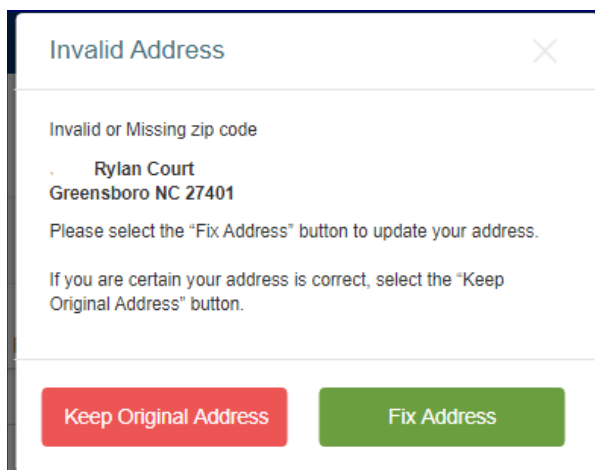 Invalid Address
Invalid or Missing zip code
Rylan Court
Greensboro NC 27401
Please select the “Fix Address” button to update your address.
If you are certain your address is correct, select the “Keep
Original Address” button.
Keep Original Address
Fix Address